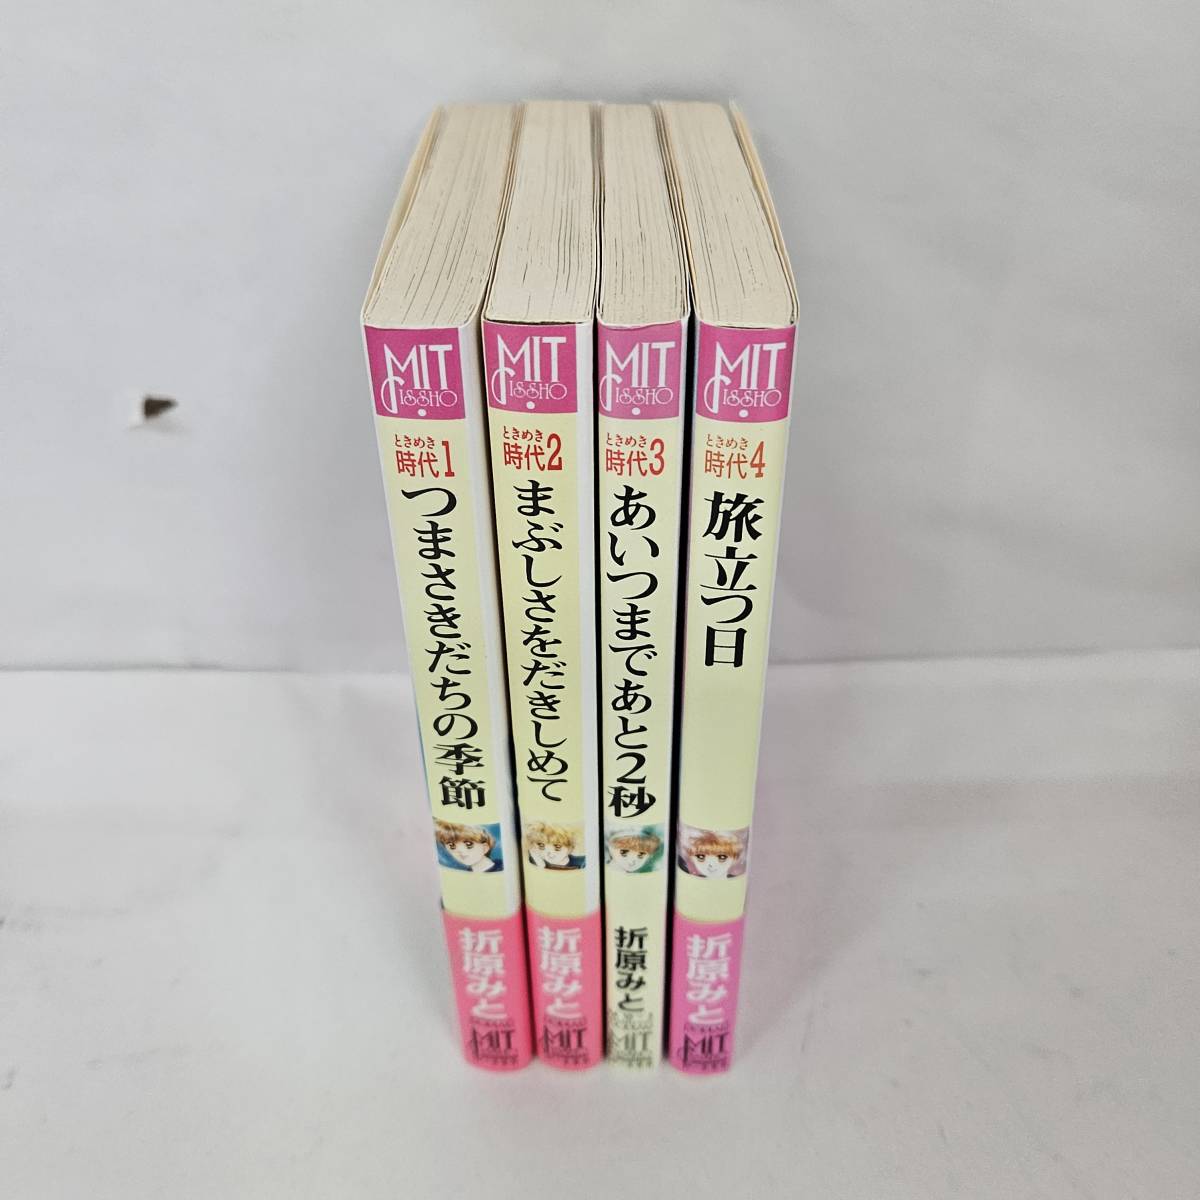 MIT
ISSHO
ときめき
時代1
つまさきだちの季節
折原みと
MIT
MIT
ISSHO
ときめき
時代2
まぶしさをだきしめて
折原みと
MIT
MIT
ISSHO
ときめき
時代3
あいつまであと2秒
折原みと
MIT
MIT
ISSHO
ときめき
時代4
旅立つ日
折原みと
MIT